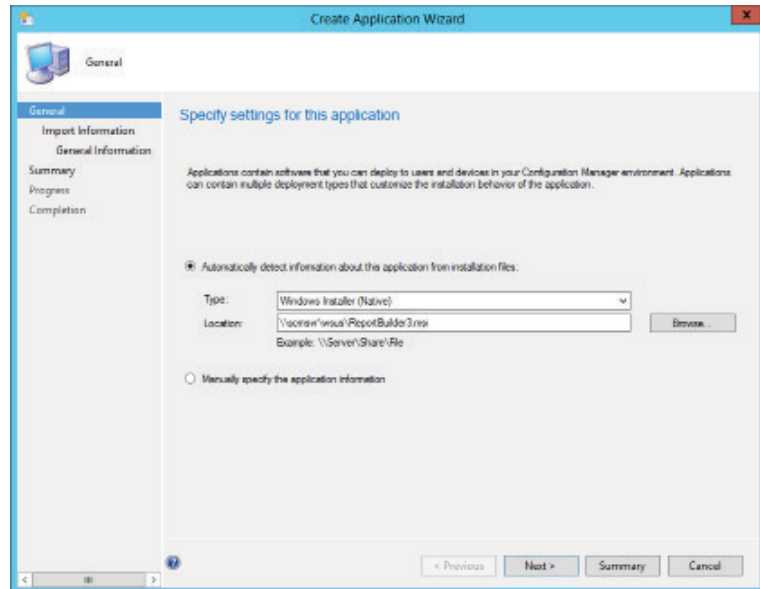 Create Application Wizard
General
General
Import Information
General Information
Summary
Progress
Completion
Specify settings for this application
Applications contain software that you can deploy to users and devices in your Configuration Manager environment. Applications
can contain multiple deployment types that customize the installation behavior of the application.
Automatically detect information about this application from installation files:
Type: Windows Installer (Native)
Location: \ReportBuilder3.msi Browse...
Example: \\Server\Share\File
Manually specify the application information
< Previous Next > Summary Cancel